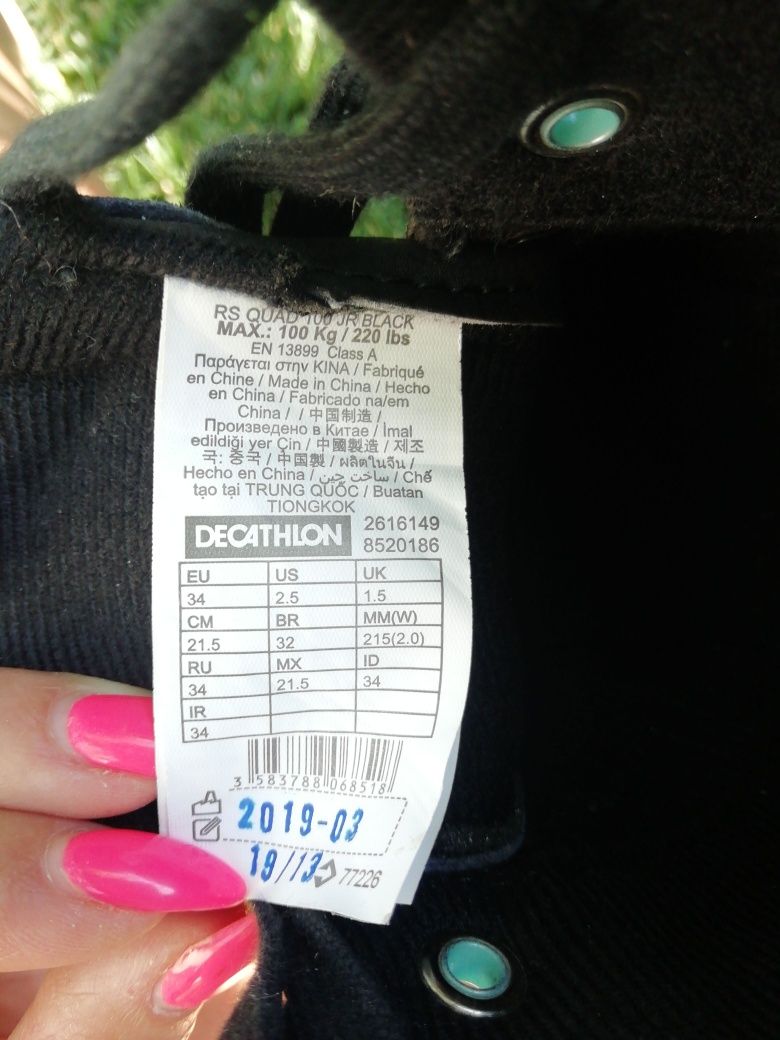 RS QUAD 100 JR BLACK
MAX.: 100 Kg / 220 lbs
EN 13899 Class A
Παράγεται στην KINA / Fabriqué
en Chine / Made in China / Hecho
en China / Fabricado na/em
China / / 中国制造 /
Произведено в Китае / İmal
edildiği yer Çin / 中國製造 / 제조
국: 중국 / 中国製 / ผลิตในจีน /
Hecho en China / ساخت چین / Chế
tạo tại TRUNG QUỐC / Buatan
TIONGKOK
DECATHLON 2616149
8520186
EU US UK
34 2.5 1.5
CM BR MM(W)
21.5 32 215(2.0)
RU MX ID
34 21.5 34
IR
34
3 583788 068518
2019-03
19/13 77226